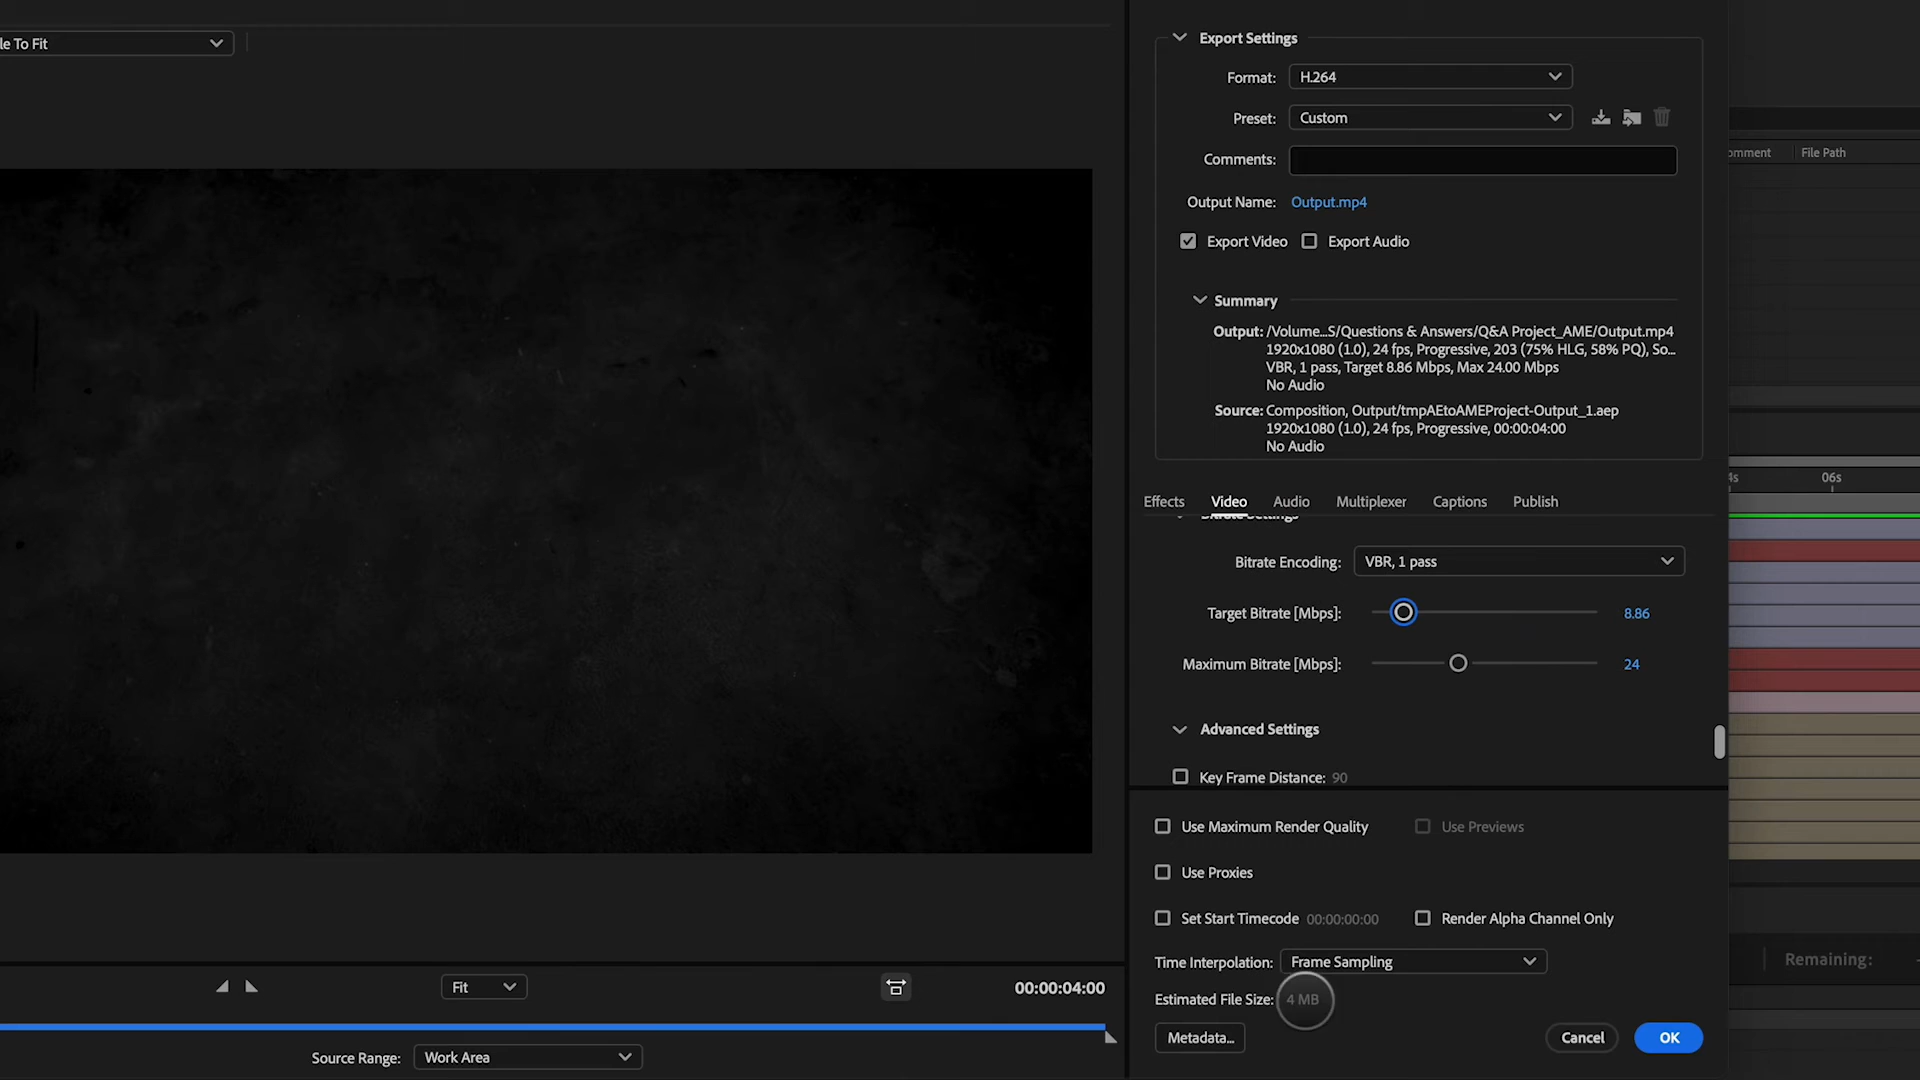 le To Fit
Export Settings
Format: H.264
Preset: Custom
Comments:
Output Name: Output.mp4
Export Video Export Audio
Summary
Output: /Volume...S/Questions & Answers/Q&A Project_AME/Output.mp4
1920x1080 (1.0), 24 fps, Progressive, 203 (75% HLG, 58% PQ), So...
VBR, 1 pass, Target 8.86 Mbps, Max 24.00 Mbps
No Audio
Source: Composition, Output/tmpAEtoAMEProject-Output_1.aep
1920x1080 (1.0), 24 fps, Progressive, 00:00:04:00
No Audio
Effects Video Audio Multiplexer Captions Publish
Bitrate Settings
Bitrate Encoding: VBR, 1 pass
Target Bitrate [Mbps]: 8.86
Maximum Bitrate [Mbps]: 24
Advanced Settings
Key Frame Distance: 90
Use Maximum Render Quality Use Previews
Use Proxies
Set Start Timecode 00:00:00:00 Render Alpha Channel Only
Time Interpolation: Frame Sampling
Estimated File Size: 4 MB
Metadata... Cancel OK
Fit 00:00:04:00
Source Range: Work Area
omment File Path
4s 06s
Remaining: